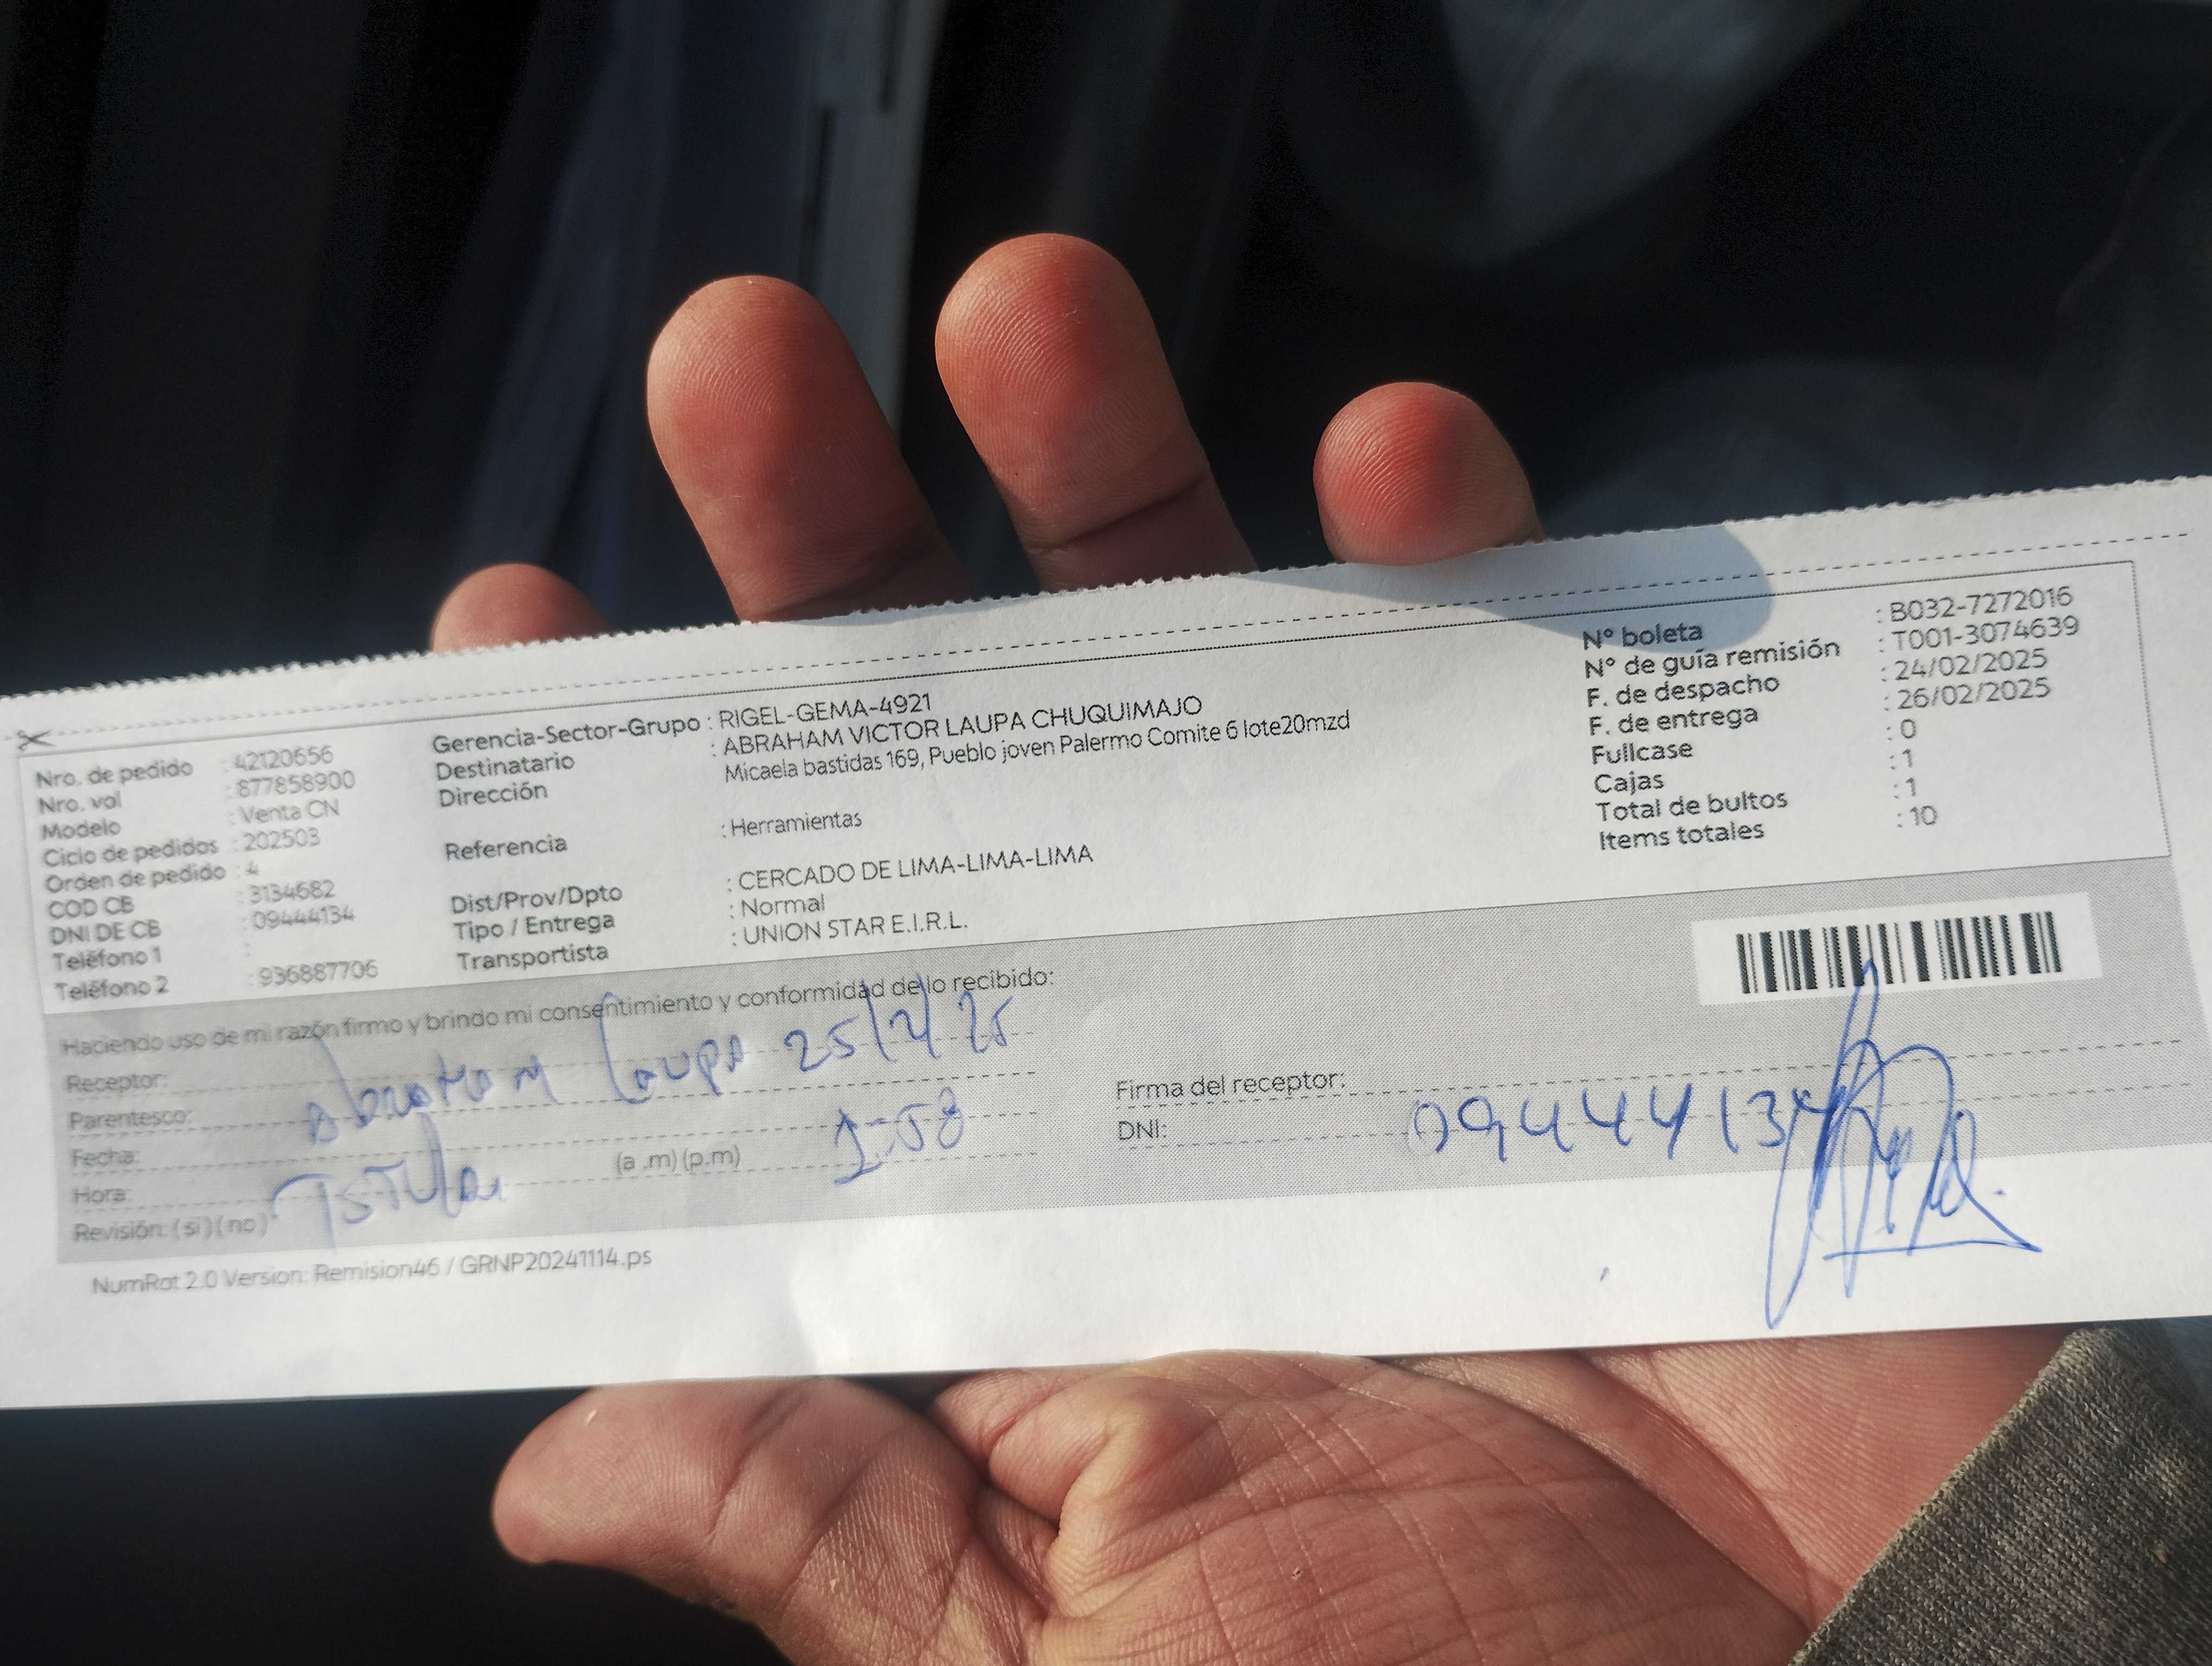 Nro. de pedido : 42120656
Nro. vol : 877858900
Modelo : Venta CN
Ciclo de pedidos : 202503
Orden de pedido : 4
COD CB : 3134682
DNI DE CB : 09444134
Teléfono 1 :
Teléfono 2 : 936887706
Gerencia-Sector-Grupo : RIGEL-GEMA-4921
Destinatario : ABRAHAM VICTOR LAUPA CHUQUIMAJO
Dirección Micaela bastidas 169, Pueblo joven Palermo Comite 6 lote20mzd
Referencia : Herramientas
Dist/Prov/Dpto : CERCADO DE LIMA-LIMA-LIMA
Tipo / Entrega : Normal
Transportista : UNION STAR E.I.R.L.
N° boleta : B032-7272016
N° de guía remisión : T001-3074639
F. de despacho : 24/02/2025
F. de entrega : 26/02/2025
Fullcase : 0
Cajas : 1
Total de bultos : 1
Items totales : 10
Haciendo uso de mi razón firmo y brindo mi consentimiento y conformidad de lo recibido:
Receptor: Abraham Laupa 25/2/25
Parentesco:
Fecha:
Hora: (a .m) (p.m) 1:58
Revisión: (si) (no)
Firma del receptor:
DNI: 09444134
NumRot 2.0 Version: Remision46 / GRNP20241114.ps